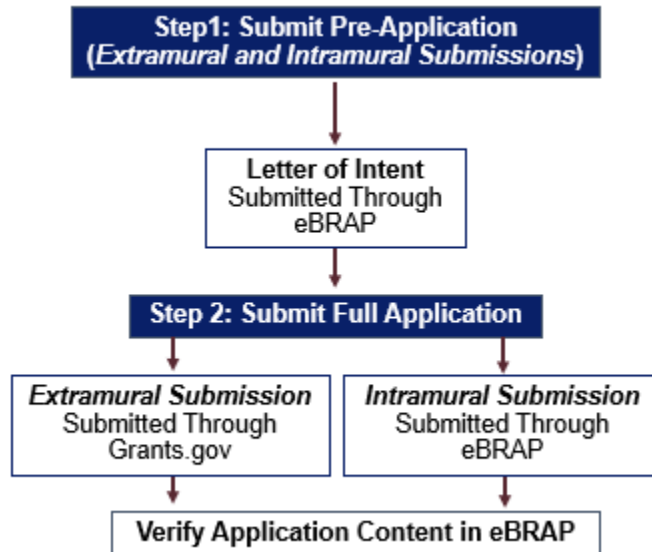 Step1: Submit Pre-Application
(Extramural and Intramural Submissions)
Letter of Intent
Submitted Through
eBRAP
Step 2: Submit Full Application
Extramural Submission
Submitted Through
Grants.gov
Intramural Submission
Submitted Through
eBRAP
Verify Application Content in eBRAP